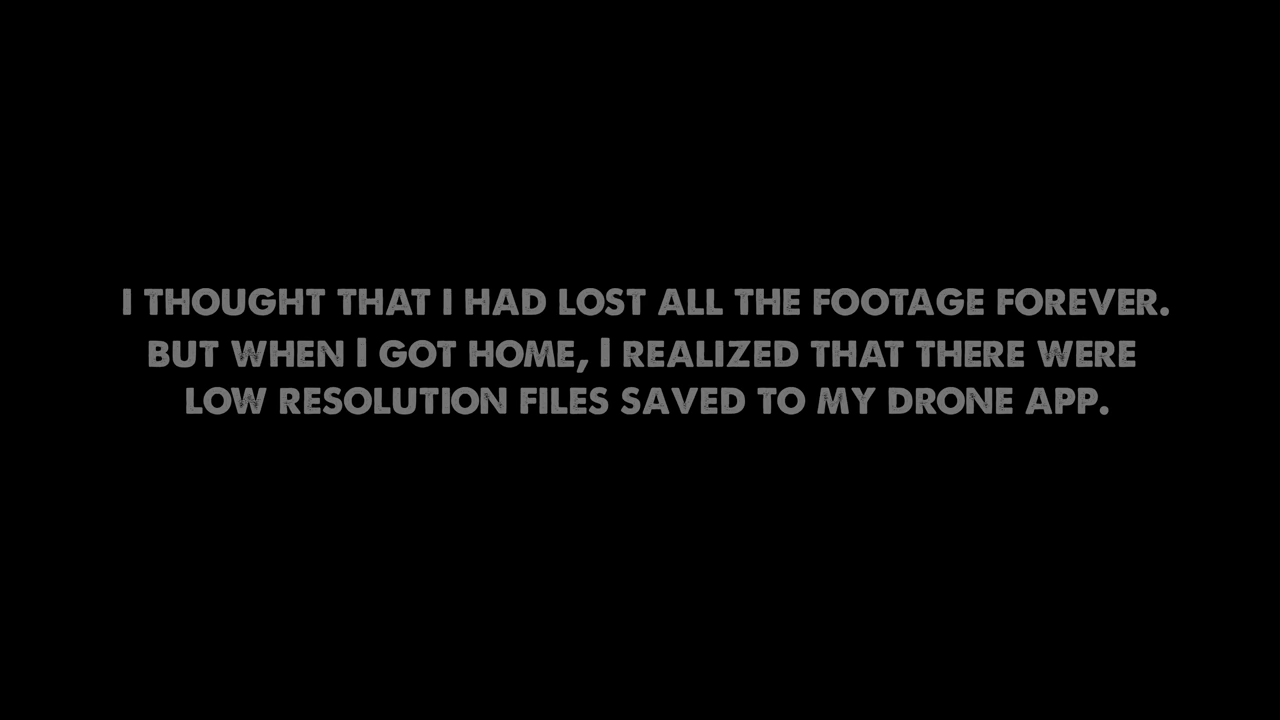 I THOUGHT THAT I HAD LOST ALL THE FOOTAGE FOREVER.
BUT WHEN I GOT HOME, I REALIZED THAT THERE WERE
LOW RESOLUTION FILES SAVED TO MY DRONE APP.